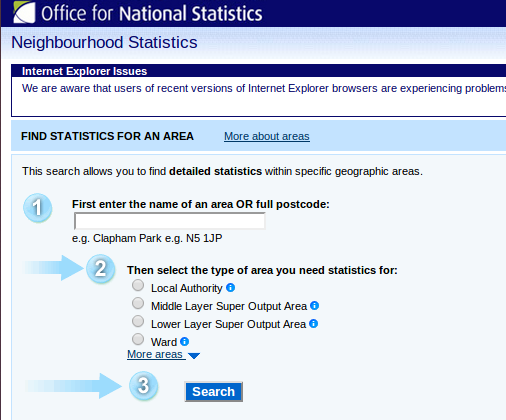 Office for National Statistics
Neighbourhood Statistics
Internet Explorer Issues
We are aware that users of recent versions of Internet Explorer browsers are experiencing problems
FIND STATISTICS FOR AN AREA More about areas
This search allows you to find detailed statistics within specific geographic areas.
1 First enter the name of an area OR full postcode:
e.g. Clapham Park e.g. N5 1JP
2 Then select the type of area you need statistics for:
Local Authority i
Middle Layer Super Output Area i
Lower Layer Super Output Area i
Ward i
More areas
3 Search